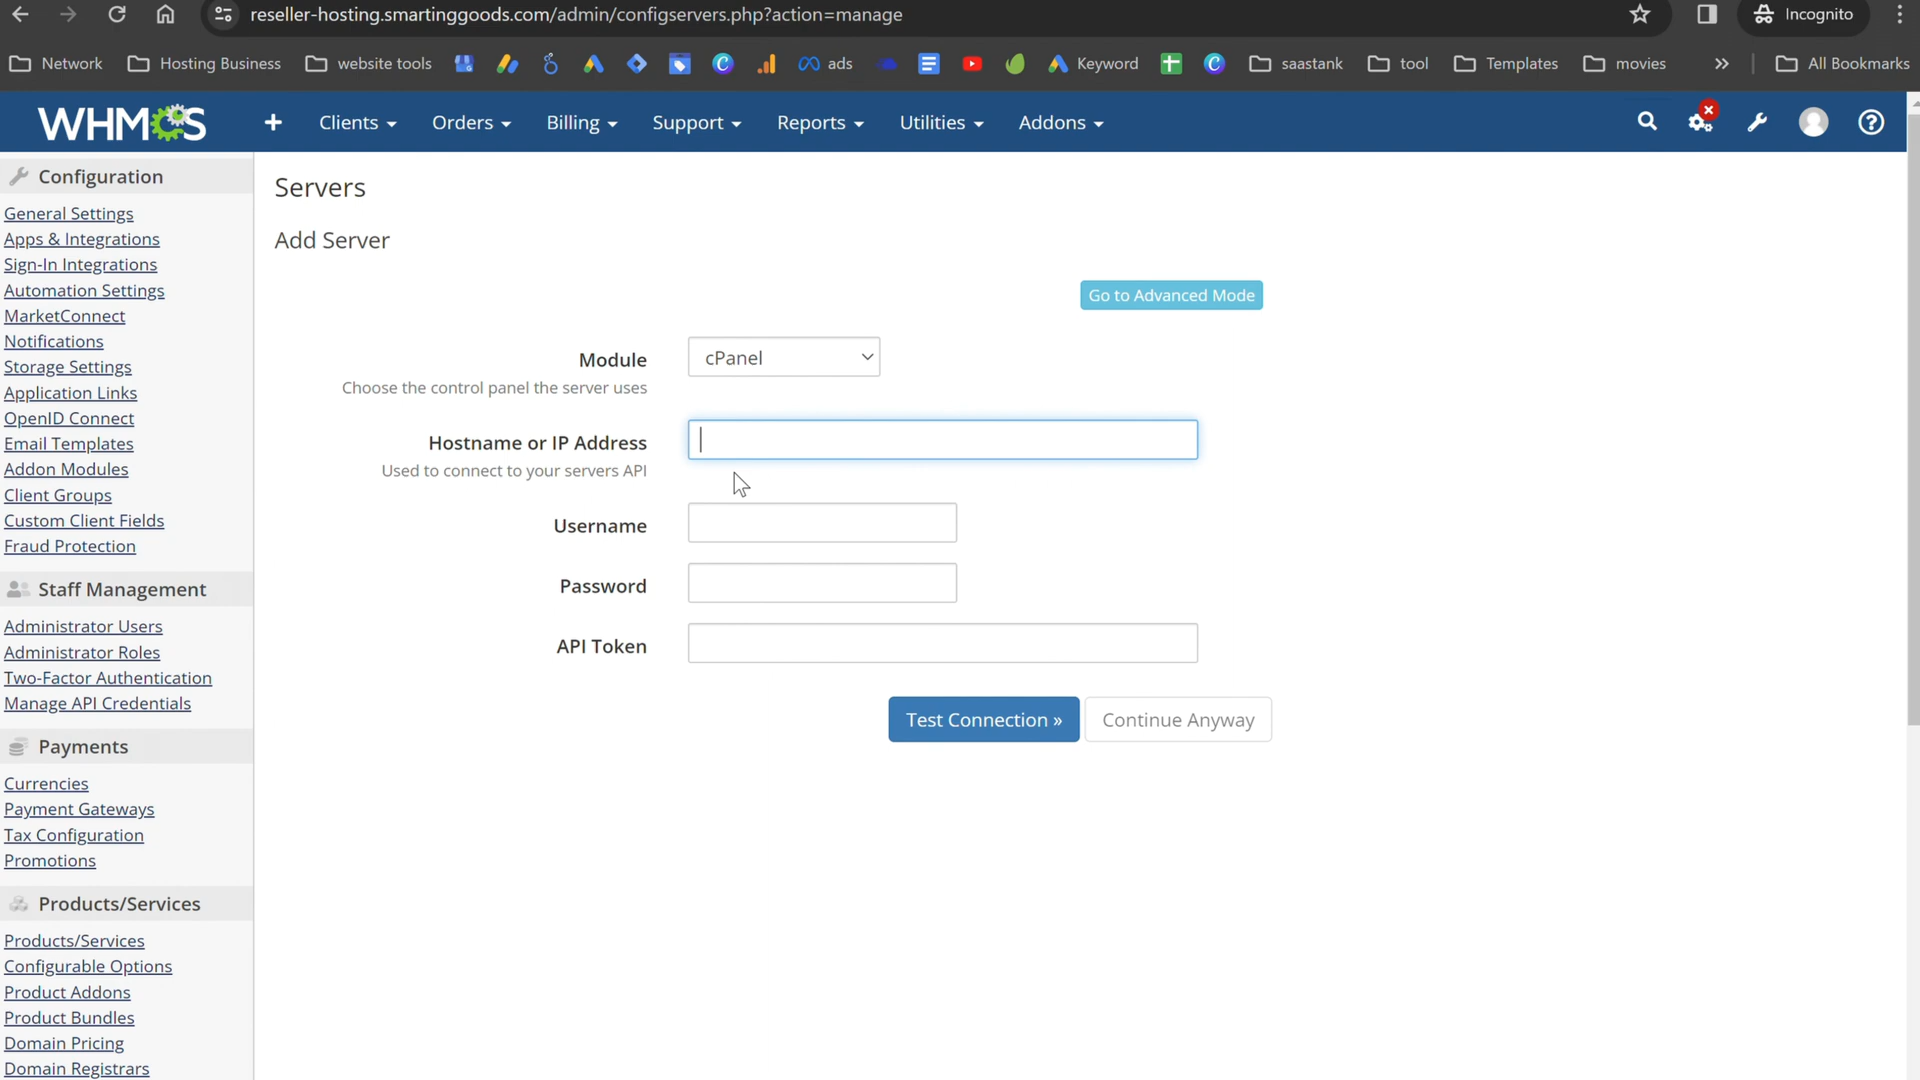 reseller-hosting.smartinggoods.com/admin/configservers.php?action=manage
Incognito
Network
Hosting Business
website tools
ads
Keyword
saastank
tool
Templates
movies
»
All Bookmarks
WHMCS
+
Clients
Orders
Billing
Support
Reports
Utilities
Addons
Configuration
General Settings
Apps & Integrations
Sign-In Integrations
Automation Settings
MarketConnect
Notifications
Storage Settings
Application Links
OpenID Connect
Email Templates
Addon Modules
Client Groups
Custom Client Fields
Fraud Protection
Staff Management
Administrator Users
Administrator Roles
Two-Factor Authentication
Manage API Credentials
Payments
Currencies
Payment Gateways
Tax Configuration
Promotions
Products/Services
Products/Services
Configurable Options
Product Addons
Product Bundles
Domain Pricing
Domain Registrars
Servers
Add Server
Go to Advanced Mode
Module
cPanel
Choose the control panel the server uses
Hostname or IP Address
Used to connect to your servers API
Username
Password
API Token
Test Connection »
Continue Anyway